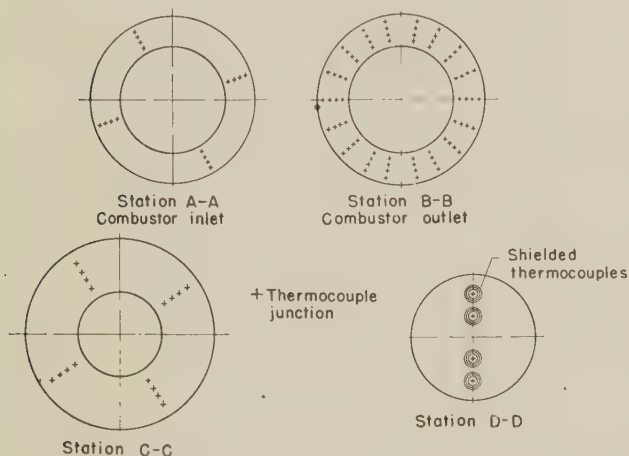 Station A-A
Combustor inlet
Station B-B
Combustor outlet
Shielded
thermocouples
+ Thermocouple
junction
Station D-D
Station C-C